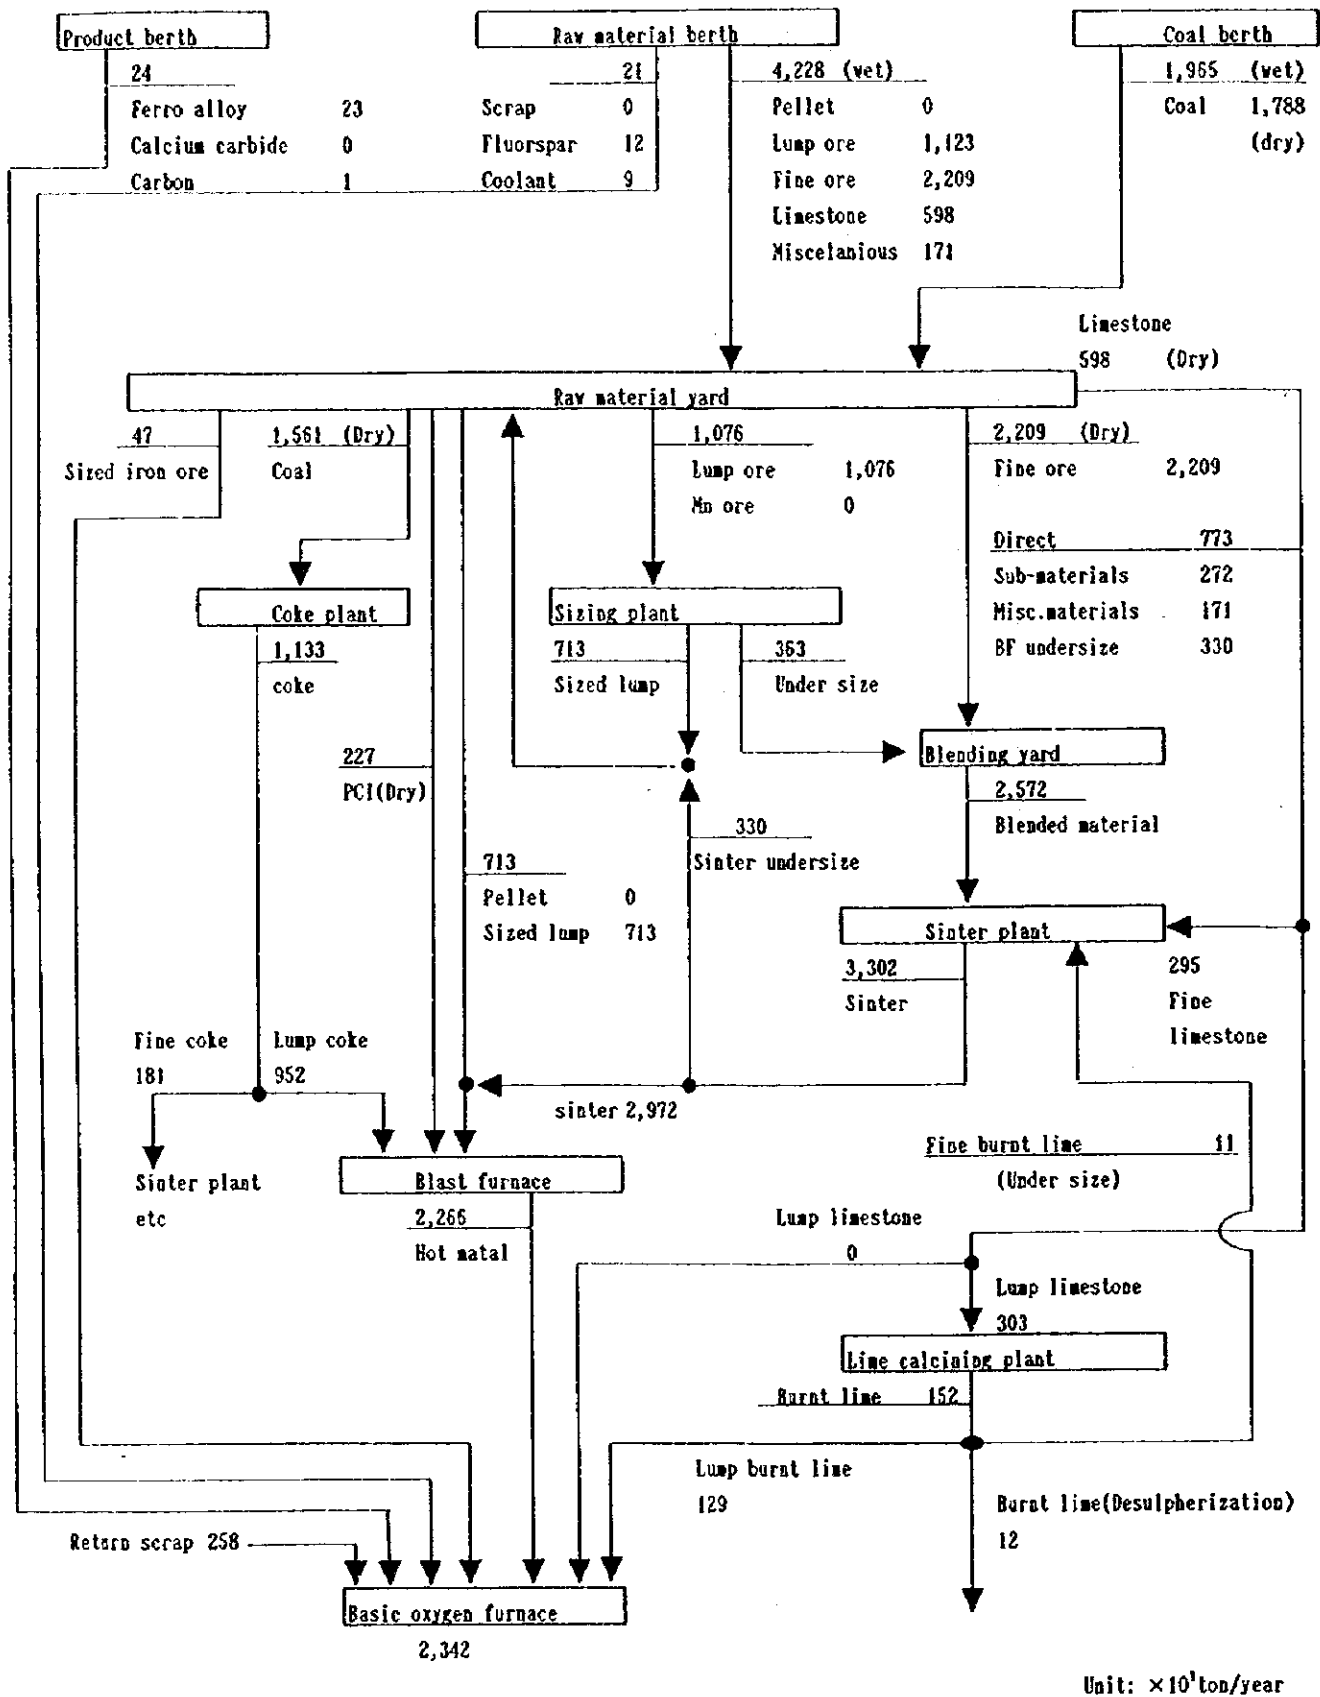 Product berth
Raw material berth
Coal berth
24
Ferro alloy 23
Calcium carbide 0
Carbon 1
21
Scrap 0
Fluorspar 12
Coolant 9
4,228 (wet)
Pellet 0
Lump ore 1,123
Fine ore 2,209
Limestone 598
Miscelanious 171
1,965 (wet)
Coal 1,788
(dry)
Limestone
598 (Dry)
Raw material yard
47
Sized iron ore
1,561 (Dry)
Coal
1,076
Lump ore 1,076
Mn ore 0
2,209 (Dry)
Fine ore 2,209
Direct 773
Sub-materials 272
Misc.materials 171
BF undersize 330
Coke plant
Sizing plant
1,133
coke
713
Sized lump
363
Under size
Blending yard
227
PCI(Dry)
2,572
Blended material
330
Sinter undersize
713
Pellet 0
Sized lump 713
Sinter plant
3,302
Sinter
295
Fine
limestone
Fine coke
181
Lump coke
952
sinter 2,972
Fine burnt lime 11
(Under size)
Sinter plant
etc
Blast furnace
2,266
Hot matal
Lump limestone
0
Lump limestone
303
Lime calcining plant
Burnt lime 152
Lump burnt lime
129
Burnt lime(Desulpherization)
12
Return scrap 258
Basic oxygen furnace
2,342
Unit: ×10¹ton/year